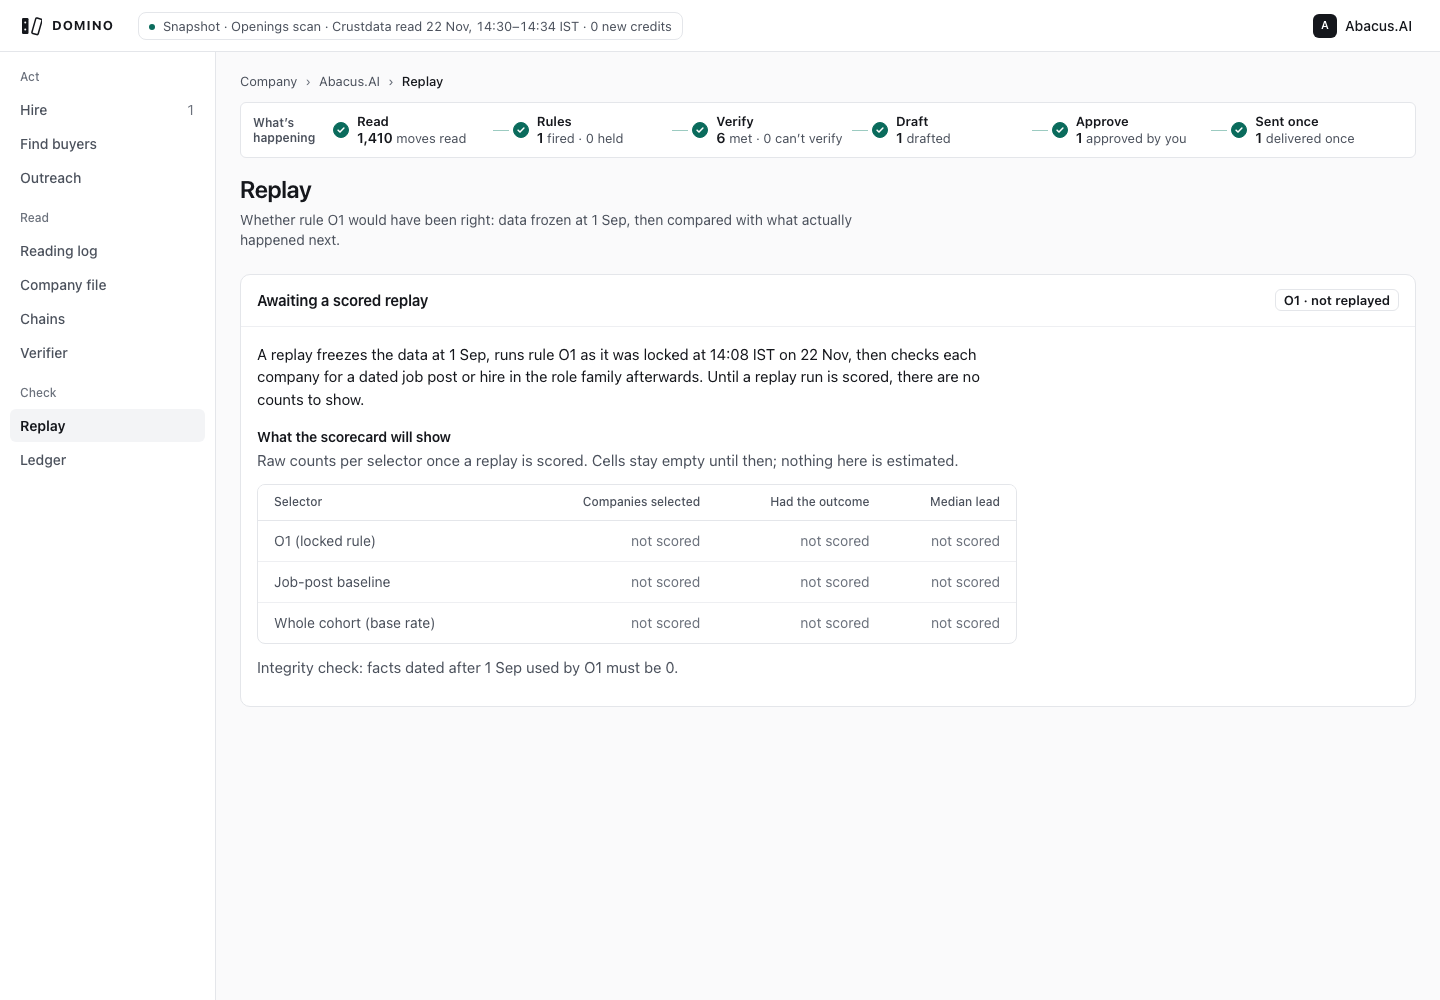 DOMINO
Snapshot · Openings scan · Crustdata read 22 Nov, 14:30–14:34 IST · 0 new credits
A
Abacus.AI
Act
Hire 1
Find buyers
Outreach
Read
Reading log
Company file
Chains
Verifier
Check
Replay
Ledger
Company › Abacus.AI › Replay
What's
happening
Read
1,410 moves read
Rules
1 fired · 0 held
Verify
6 met · 0 can't verify
Draft
1 drafted
Approve
1 approved by you
Sent once
1 delivered once
Replay
Whether rule O1 would have been right: data frozen at 1 Sep, then compared with what actually
happened next.
Awaiting a scored replay
O1 · not replayed
A replay freezes the data at 1 Sep, runs rule O1 as it was locked at 14:08 IST on 22 Nov, then checks each
company for a dated job post or hire in the role family afterwards. Until a replay run is scored, there are no
counts to show.
What the scorecard will show
Raw counts per selector once a replay is scored. Cells stay empty until then; nothing here is estimated.
Selector Companies selected Had the outcome Median lead
O1 (locked rule) not scored not scored not scored
Job-post baseline not scored not scored not scored
Whole cohort (base rate) not scored not scored not scored
Integrity check: facts dated after 1 Sep used by O1 must be 0.